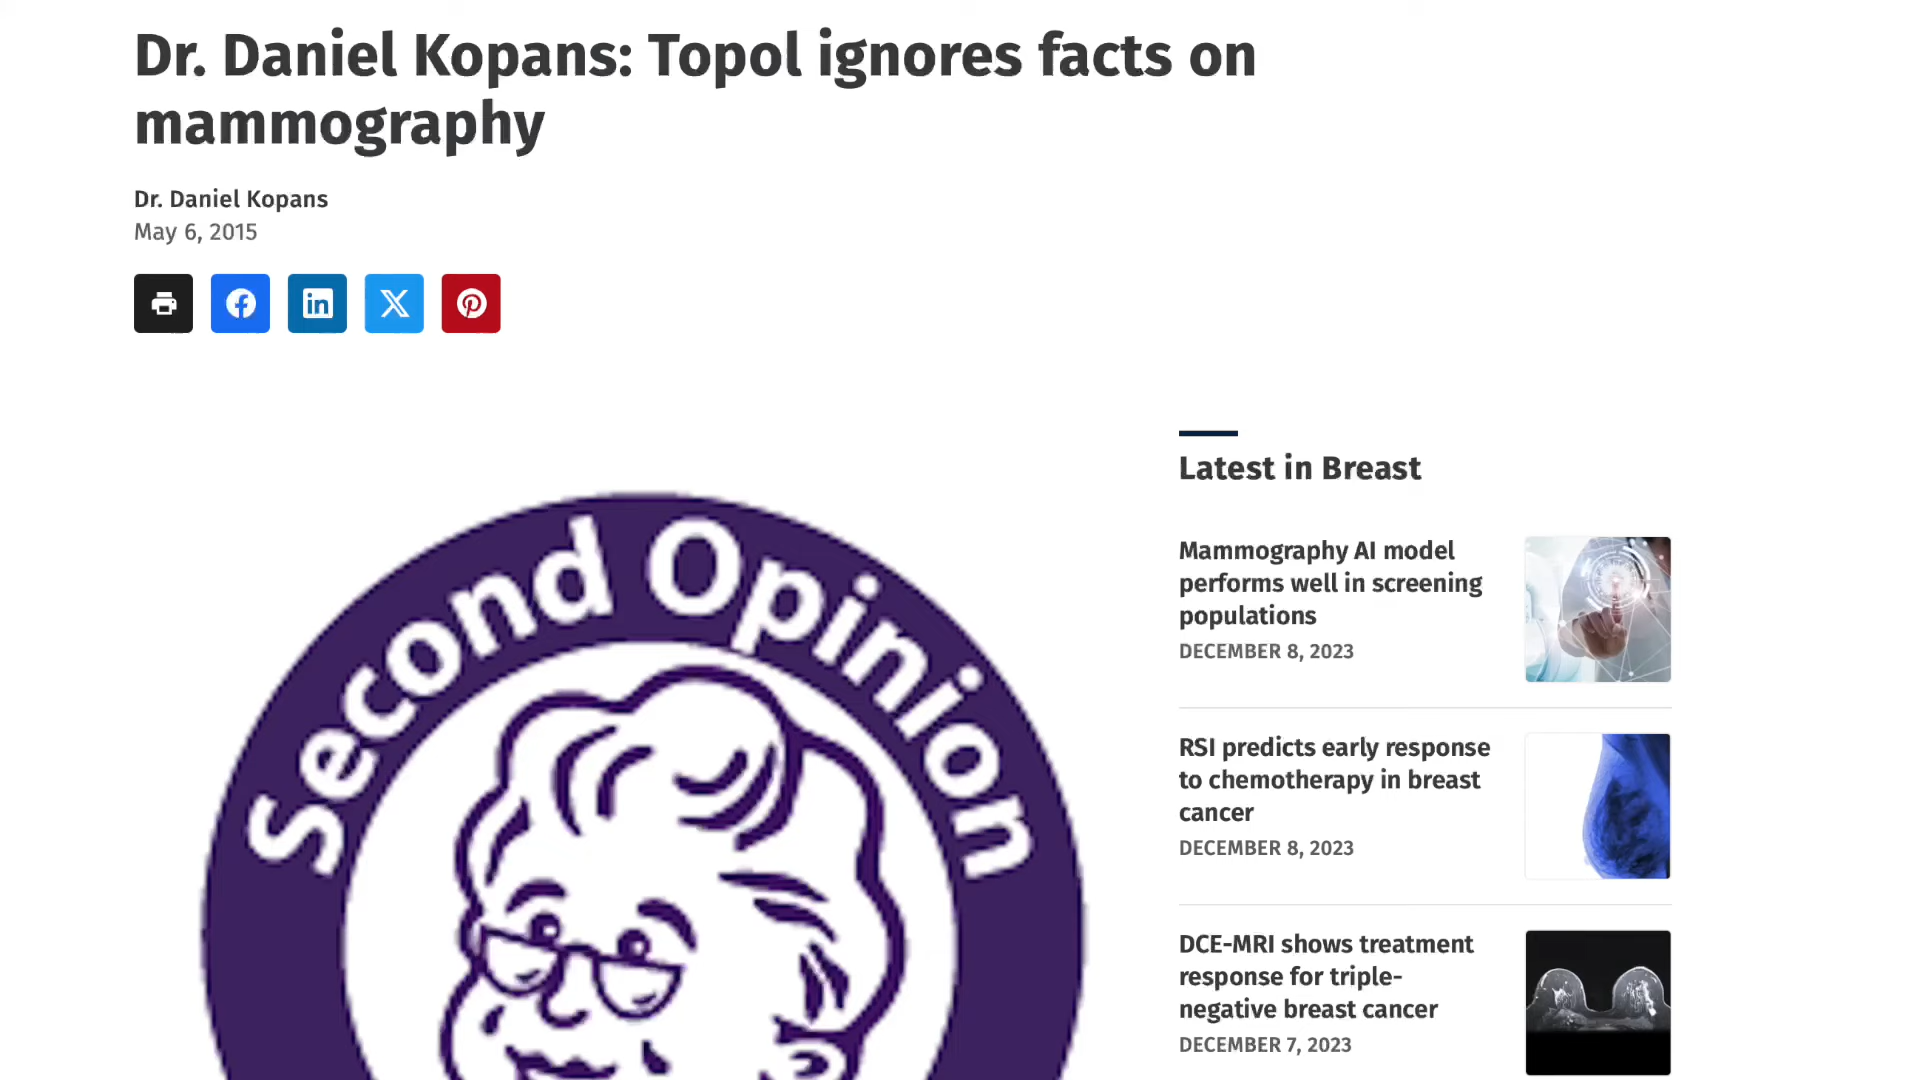 Dr. Daniel Kopans: Topol ignores facts on
mammography
Dr. Daniel Kopans
May 6, 2015
Second Opinion
Latest in Breast
Mammography AI model
performs well in screening
populations
DECEMBER 8, 2023
RSI predicts early response
to chemotherapy in breast
cancer
DECEMBER 8, 2023
DCE-MRI shows treatment
response for triple-
negative breast cancer
DECEMBER 7, 2023